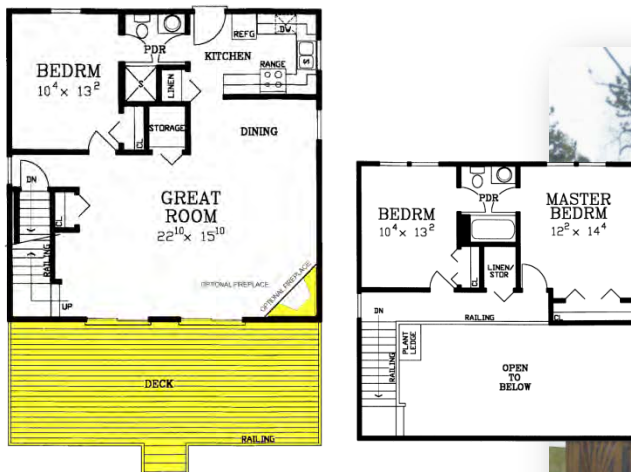 BEDRM
10⁴ x 13²
PDR
S
LINEN
KITCHEN
REFG
DW
S
RANGE
STORAGE
CL
DINING
DN
CL
GREAT
ROOM
22¹⁰ x 15¹⁰
RAILING
UP
OPTIONAL FIREPLACE
OPTIONAL FIREPLACE
DECK
RAILING
BEDRM
10⁴ x 13²
PDR
MASTER
BEDRM
12² x 14⁴
CL
LINEN/
STOR
CL
DN
RAILING
PLANT
LEDGE
RAILING
OPEN
TO
BELOW